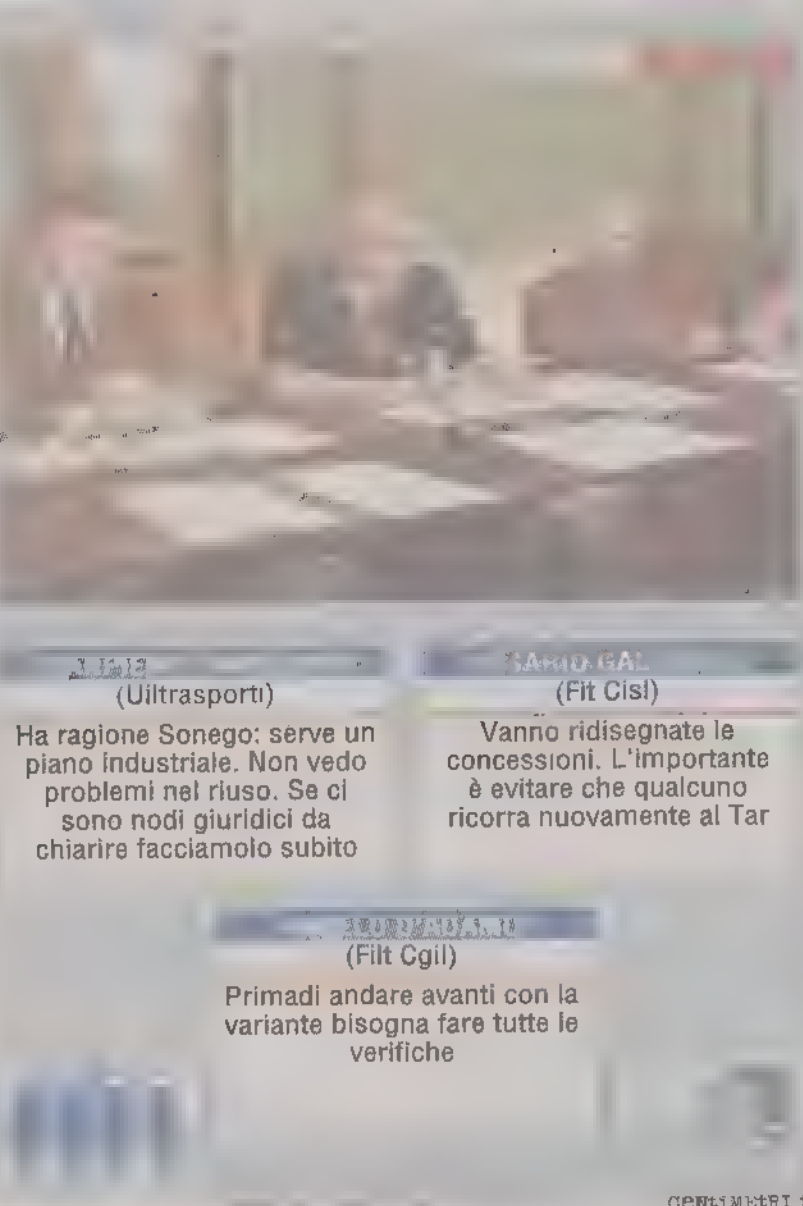 (Uiltrasporti)
Ha ragione Sonego: serve un
piano industriale. Non vedo
problemi nel riuso. Se ci
sono nodi giuridici da
chiarire facciamolo subito
(Fit Cisl)
Vanno ridisegnate le
concessioni. L'importante
è evitare che qualcuno
ricorra nuovamente al Tar
(Filt Cgil)
Primadi andare avanti con la
variante bisogna fare tutte le
verifiche
CENTIMETRI